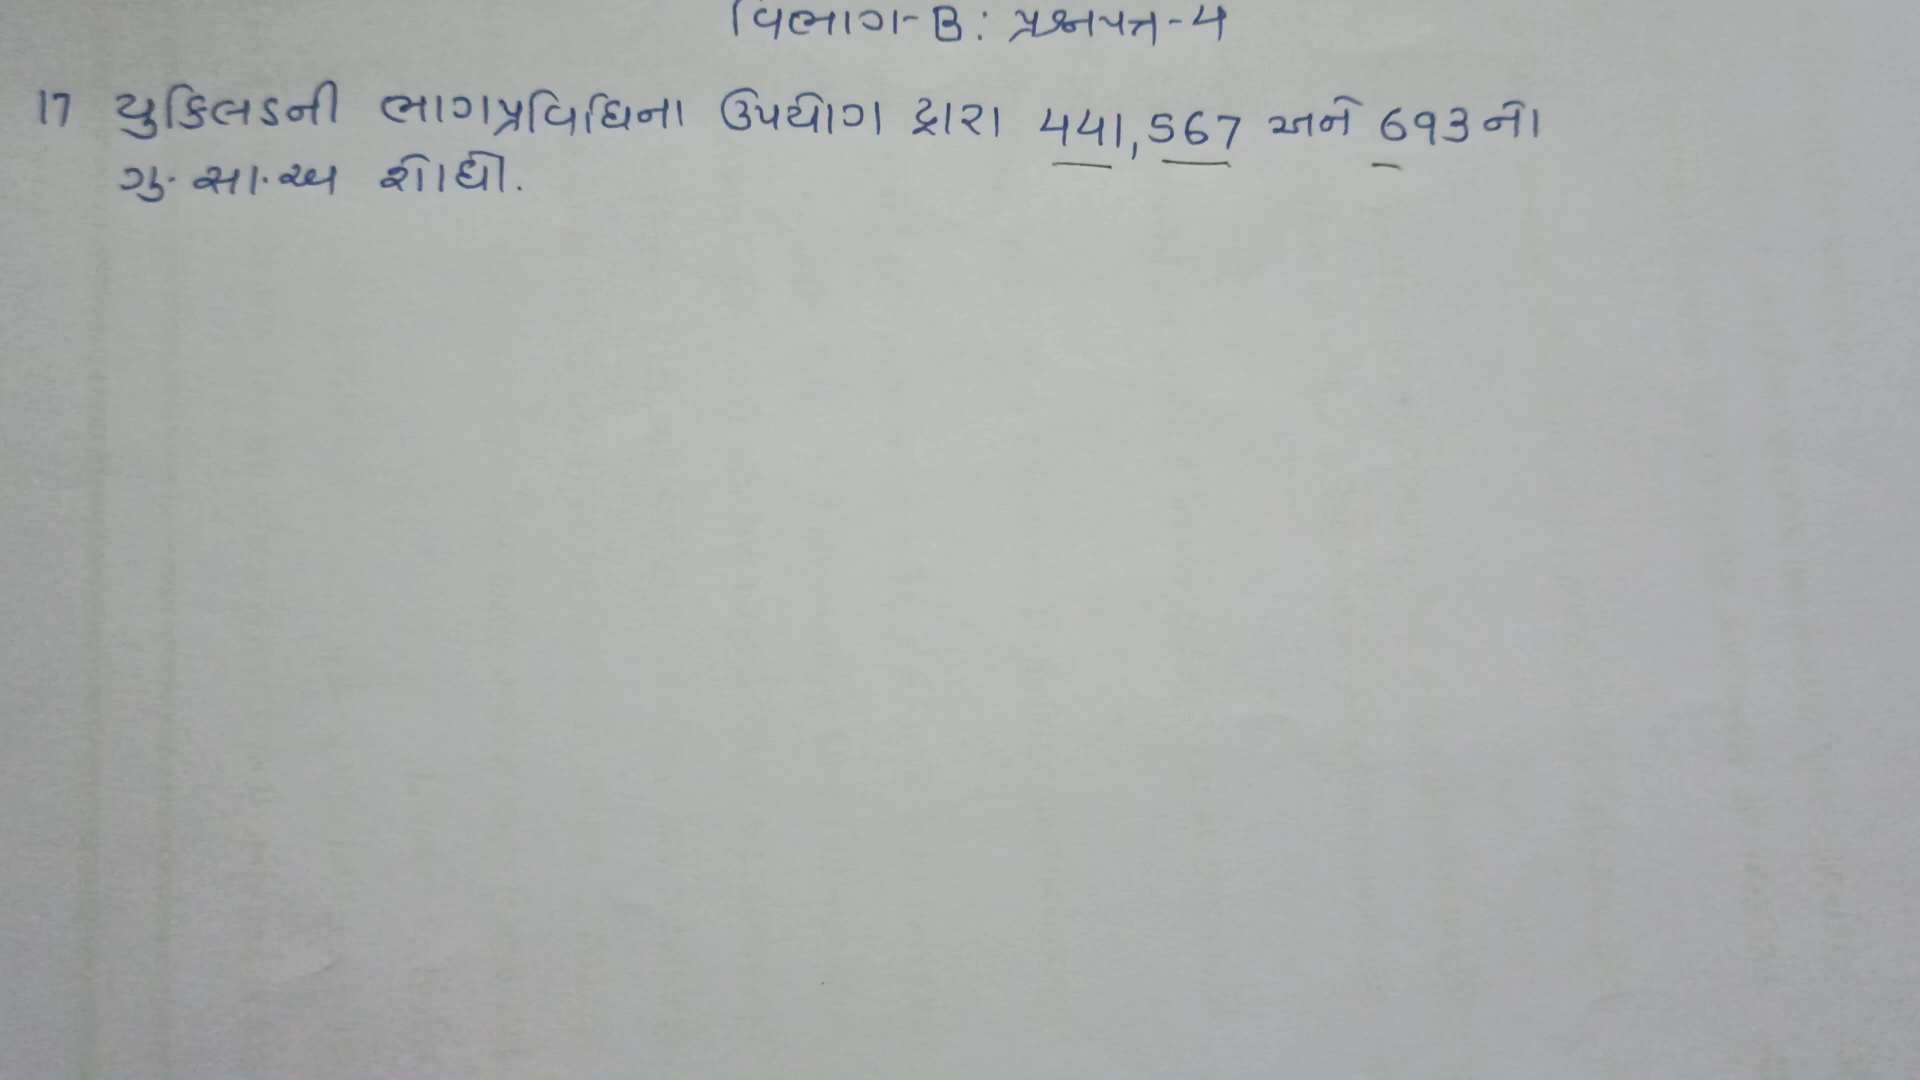 વિભાગ-B: પ્રશ્નપત્ર-4
17 યુક્લિડની ભાગપ્રવિધિના ઉપયોગ દ્વારા 441, 567 અને 693 નો
ગુ. સા. અ શોધો.